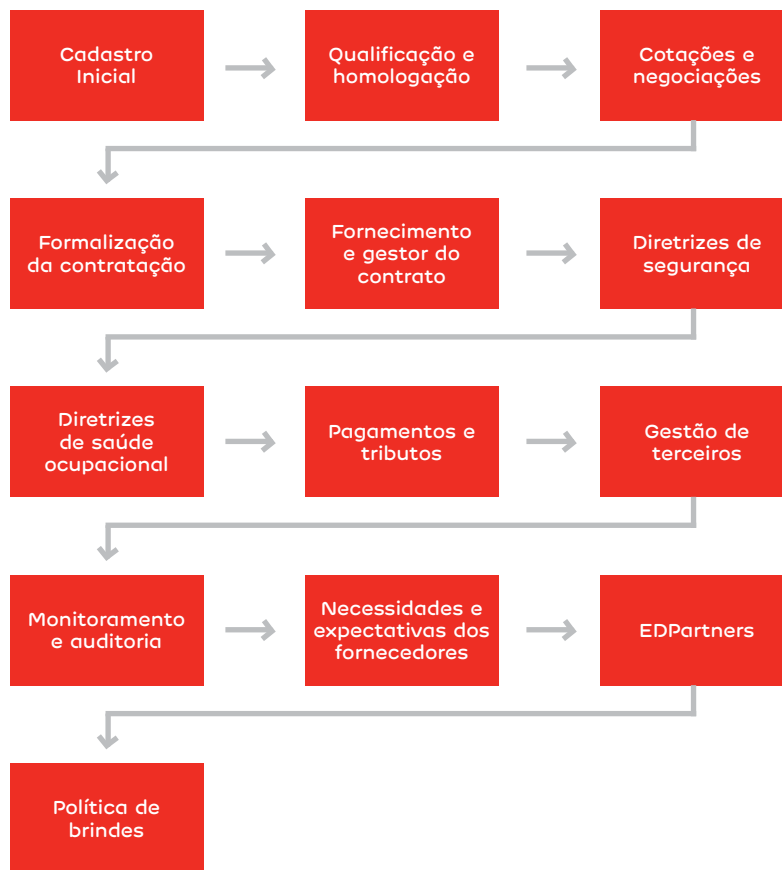 Cadastro
Inicial
Qualificação e
homologação
Cotações e
negociações
Formalização
da contratação
Fornecimento
e gestor do
contrato
Diretrizes de
segurança
Diretrizes
de saúde
ocupacional
Pagamentos e
tributos
Gestão de
terceiros
Monitoramento
e auditoria
Necessidades e
expectativas dos
fornecedores
EDPartners
Política de
brindes